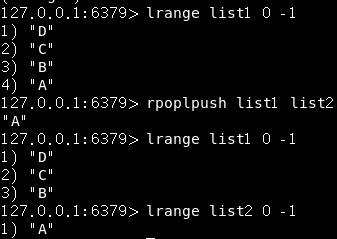 127.0.0.1:6379> lrange list1 0 -1
1) "D"
2) "C"
3) "B"
4) "A"
127.0.0.1:6379> rpoplpush list1 list2
"A"
127.0.0.1:6379> lrange list1 0 -1
1) "D"
2) "C"
3) "B"
127.0.0.1:6379> lrange list2 0 -1
1) "A"